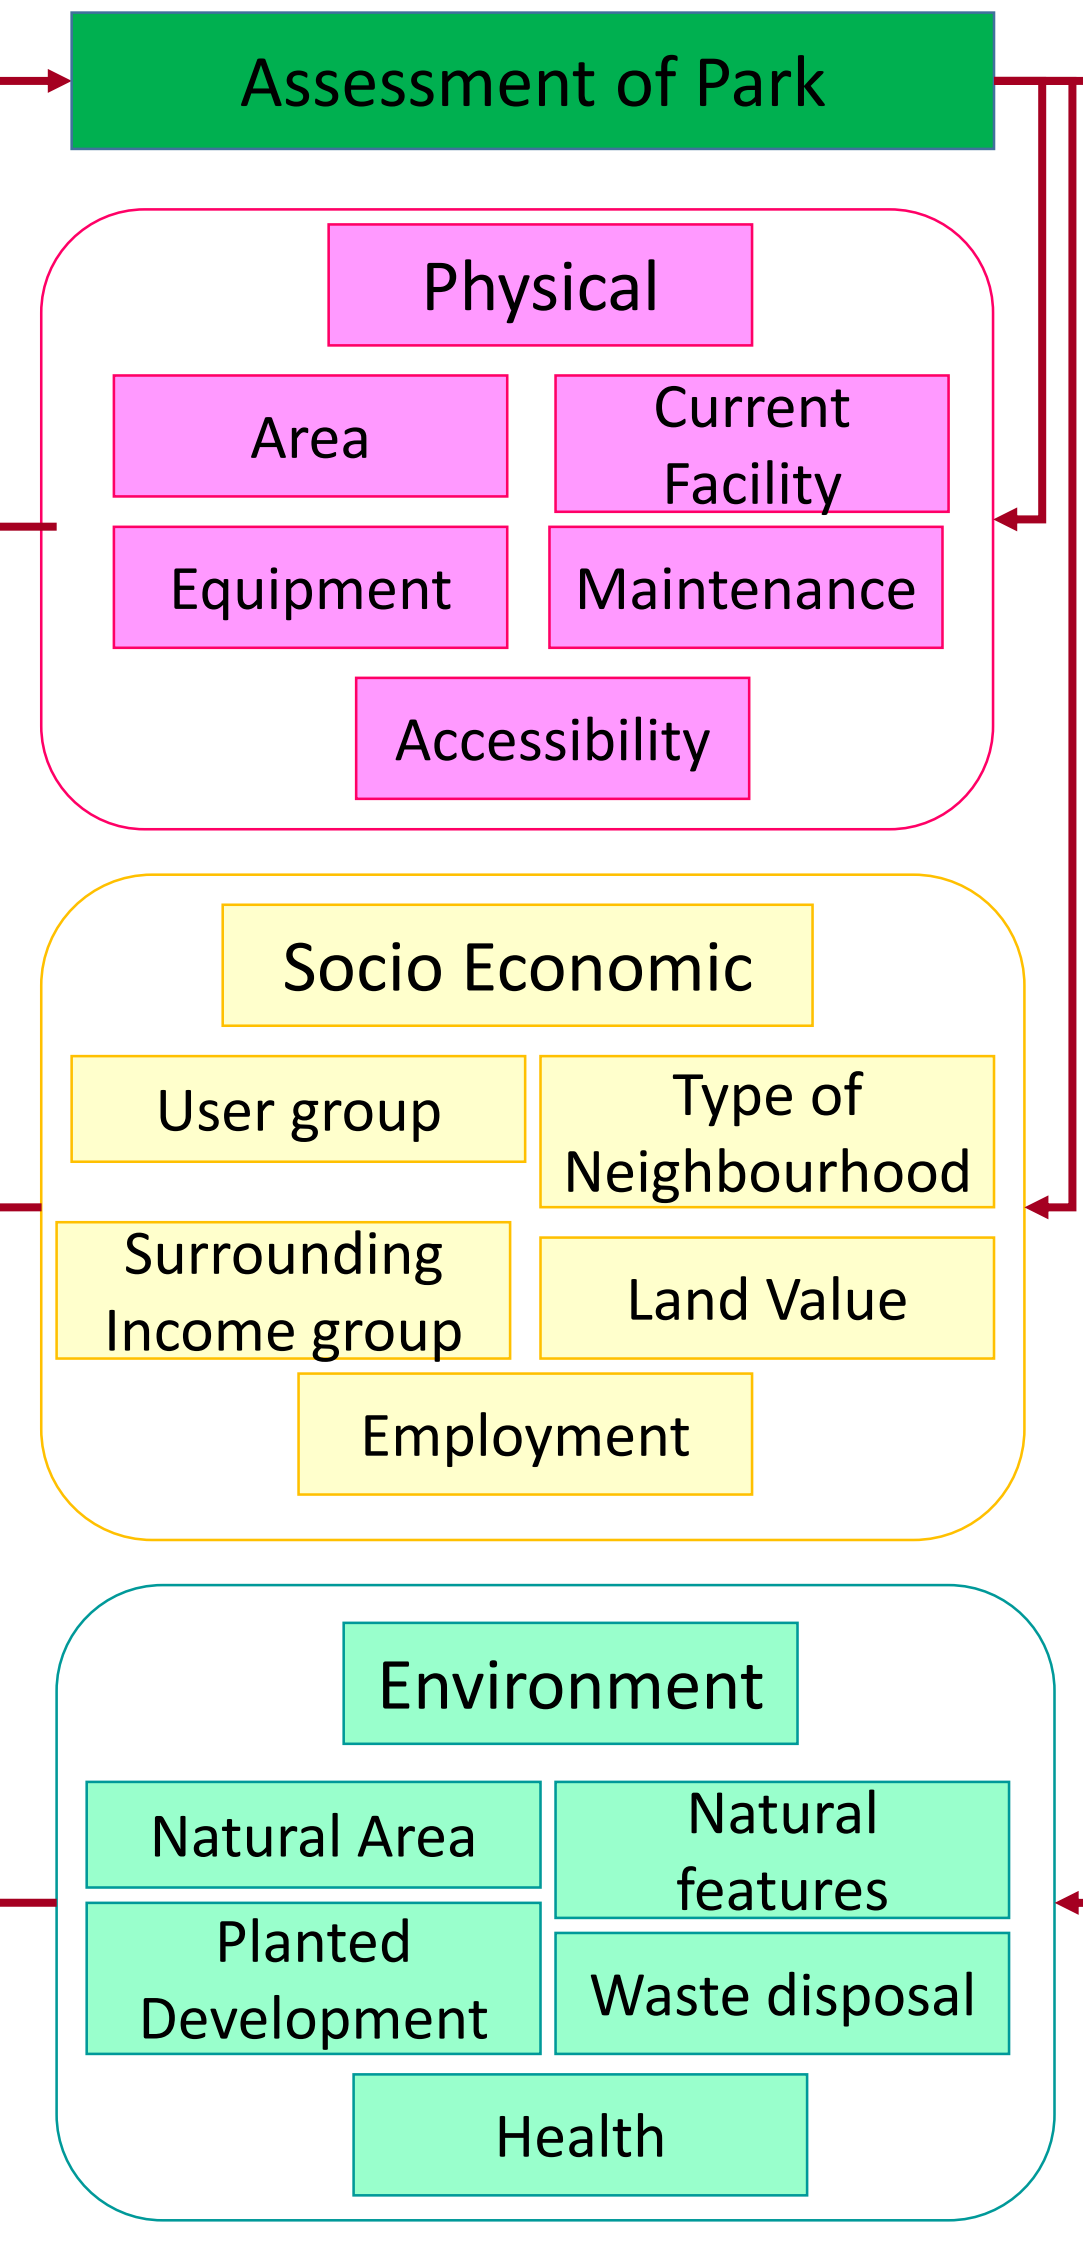 Assessment of Park
Physical
Area
Current
Facility
Equipment
Maintenance
Accessibility
Socio Economic
User group
Type of
Neighbourhood
Surrounding
Income group
Land Value
Employment
Environment
Natural Area
Natural
features
Planted
Development
Waste disposal
Health